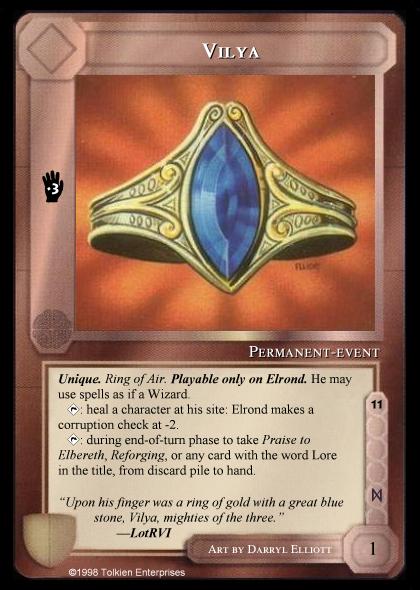 VILYA
-3
ELLIOTT
PERMANENT-EVENT
Unique. Ring of Air. Playable only on Elrond. He may
use spells as if a Wizard.
: heal a character at his site: Elrond makes a
corruption check at -2.
: during end-of-turn phase to take Praise to
Elbereth, Reforging, or any card with the word Lore
in the title, from discard pile to hand.
11
“Upon his finger was a ring of gold with a great blue
stone, Vilya, mighties of the three.”
—LotRVI
ART BY DARRYL ELLIOTT
1
©1998 Tolkien Enterprises